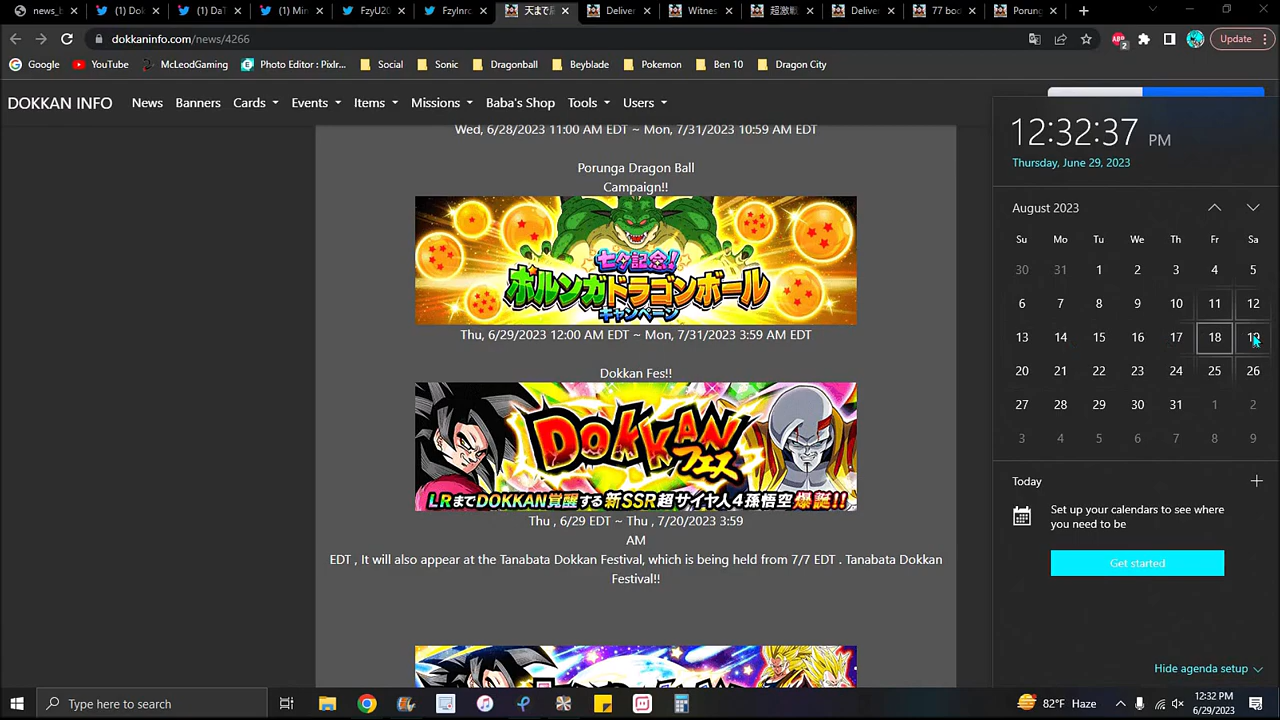 news_b
(1) Dok
(1) DaT
(1) Min
FzyU20
FzyInrc
天まで
Deliver
Witnes
超激戦
Deliver
77 bod
Porung
dokkaninfo.com/news/4266
2
Update
Google
YouTube
McLeodGaming
Photo Editor : Pixlr...
Social
Sonic
Dragonball
Beyblade
Pokemon
Ben 10
Dragon City
DOKKAN INFO
News
Banners
Cards
Events
Items
Missions
Baba's Shop
Tools
Users
Wed, 6/28/2023 11:00 AM EDT ~ Mon, 7/31/2023 10:59 AM EDT
Porunga Dragon Ball
Campaign!!
七夕記念!
ポルンガドラゴンボール
キャンペーン
Thu, 6/29/2023 12:00 AM EDT ~ Mon, 7/31/2023 3:59 AM EDT
Dokkan Fes!!
DOKKAN
フェス
LRまでDOKKAN覚醒する新SSR超サイヤ人4孫悟空爆誕!!
Thu , 6/29 EDT ~ Thu , 7/20/2023 3:59
AM
EDT , It will also appear at the Tanabata Dokkan Festival, which is being held from 7/7 EDT . Tanabata Dokkan
Festival!!
12:32:37 PM
Thursday, June 29, 2023
August 2023
Su Mo Tu We Th Fr Sa
30 31 1 2 3 4 5
6 7 8 9 10 11 12
13 14 15 16 17 18 19
20 21 22 23 24 25 26
27 28 29 30 31 1 2
3 4 5 6 7 8 9
Today
Set up your calendars to see where
you need to be
Get started
Hide agenda setup
Type here to search
82°F Haze
12:32 PM
6/29/2023